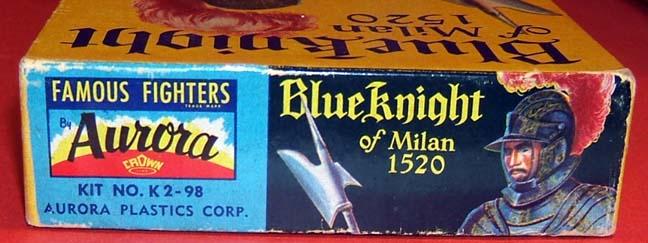 Blue Knight
of Milan
1520
FAMOUS FIGHTERS
TRADE MARK
By Aurora
CROWN
KIT NO. K2-98
AURORA PLASTICS CORP.
Blue Knight
of Milan
1520